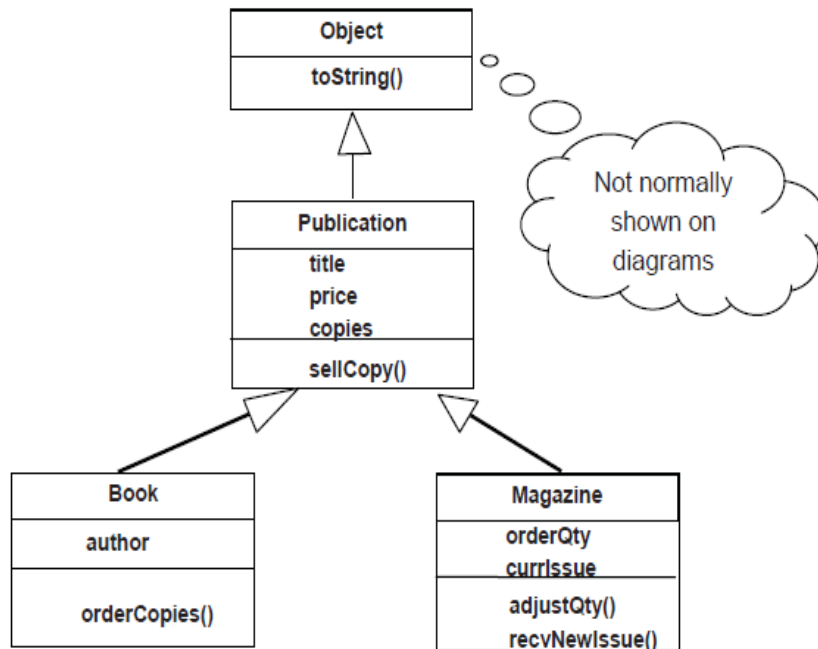 Object
toString()
Not normally
shown on
diagrams
Publication
title
price
copies
sellCopy()
Book
author
orderCopies()
Magazine
orderQty
currIssue
adjustQty()
recvNewIssue()